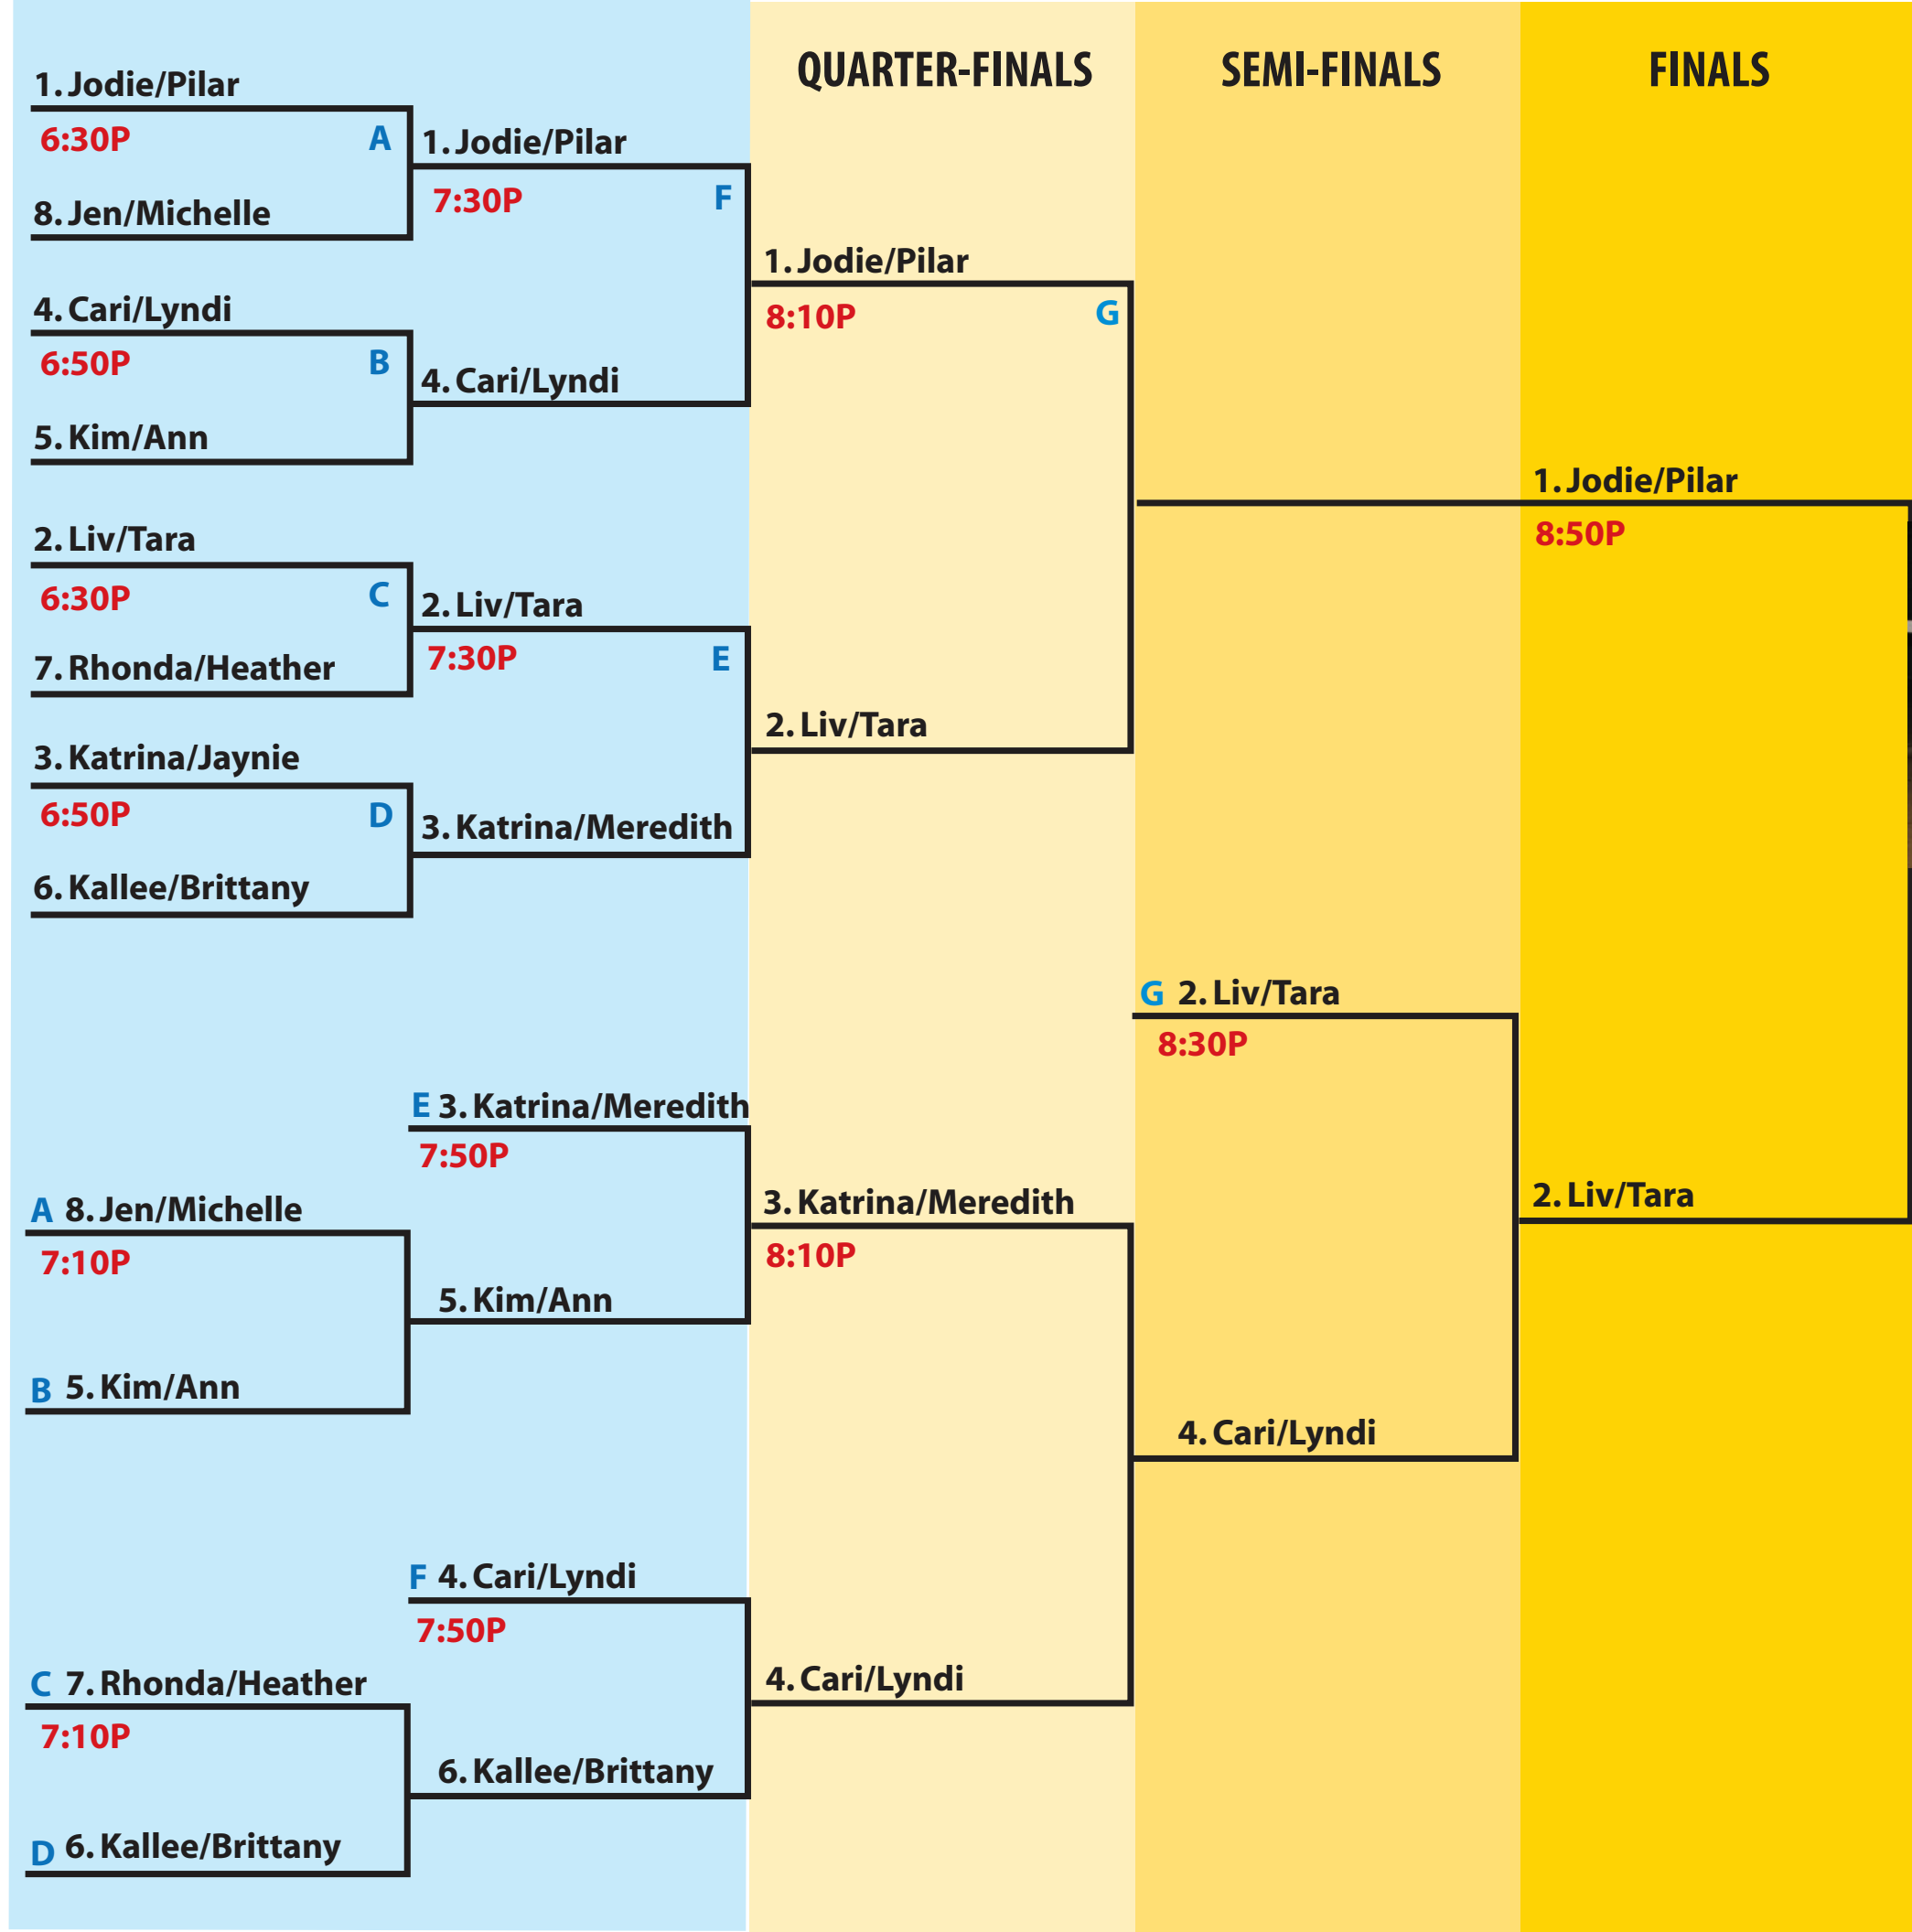 QUARTER-FINALS
SEMI-FINALS
FINALS
1. Jodie/Pilar
6:30P
A
8. Jen/Michelle
1. Jodie/Pilar
7:30P
F
4. Cari/Lyndi
6:50P
B
5. Kim/Ann
4. Cari/Lyndi
1. Jodie/Pilar
8:10P
G
2. Liv/Tara
6:30P
C
7. Rhonda/Heather
2. Liv/Tara
7:30P
E
3. Katrina/Jaynie
6:50P
D
6. Kallee/Brittany
3. Katrina/Meredith
2. Liv/Tara
1. Jodie/Pilar
8:50P
G 2. Liv/Tara
8:30P
E 3. Katrina/Meredith
7:50P
A 8. Jen/Michelle
7:10P
B 5. Kim/Ann
5. Kim/Ann
3. Katrina/Meredith
8:10P
2. Liv/Tara
4. Cari/Lyndi
F 4. Cari/Lyndi
7:50P
C 7. Rhonda/Heather
7:10P
D 6. Kallee/Brittany
6. Kallee/Brittany
4. Cari/Lyndi